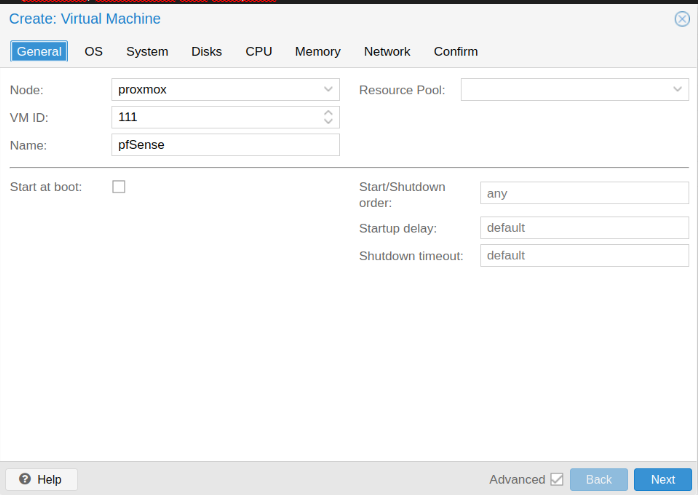 Create: Virtual Machine
General OS System Disks CPU Memory Network Confirm
Node: proxmox Resource Pool:
VM ID: 111
Name: pfSense
Start at boot: Start/Shutdown order: any
Startup delay: default
Shutdown timeout: default
Help Advanced Back Next